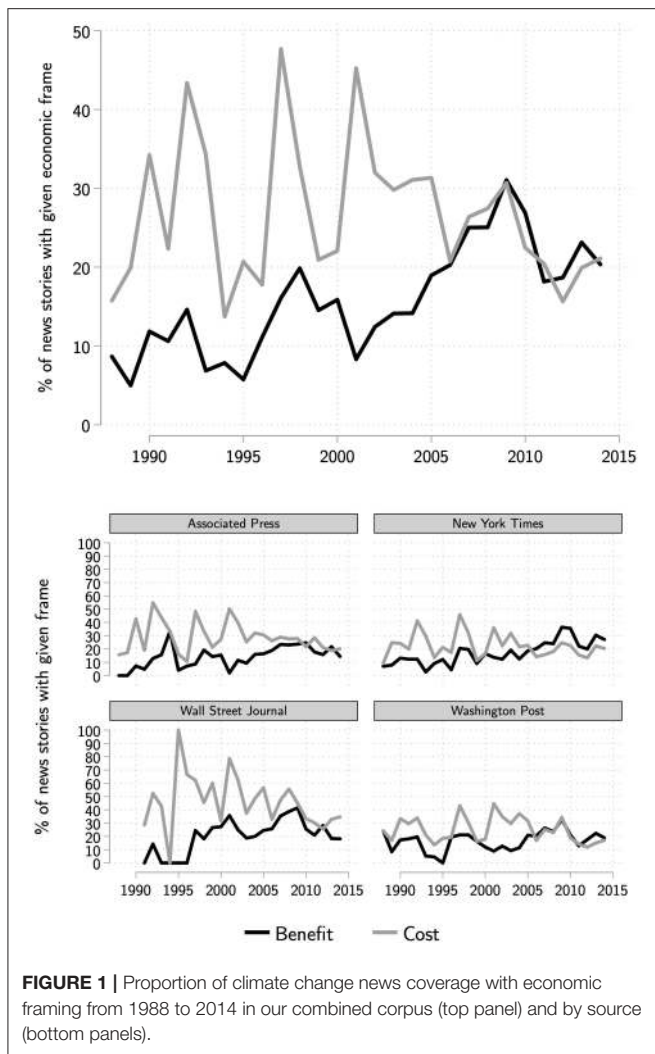 % of news stories with given economic frame
50
40
30
20
10
0
1990 1995 2000 2005 2010 2015
% of news stories with given frame
Associated Press New York Times
100
90
80
70
60
50
40
30
20
10
0
Wall Street Journal Washington Post
100
90
80
70
60
50
40
30
20
10
0
1990 1995 2000 2005 2010 2015 1990 1995 2000 2005 2010 2015
Benefit Cost
FIGURE 1 | Proportion of climate change news coverage with economic
framing from 1988 to 2014 in our combined corpus (top panel) and by source
(bottom panels).